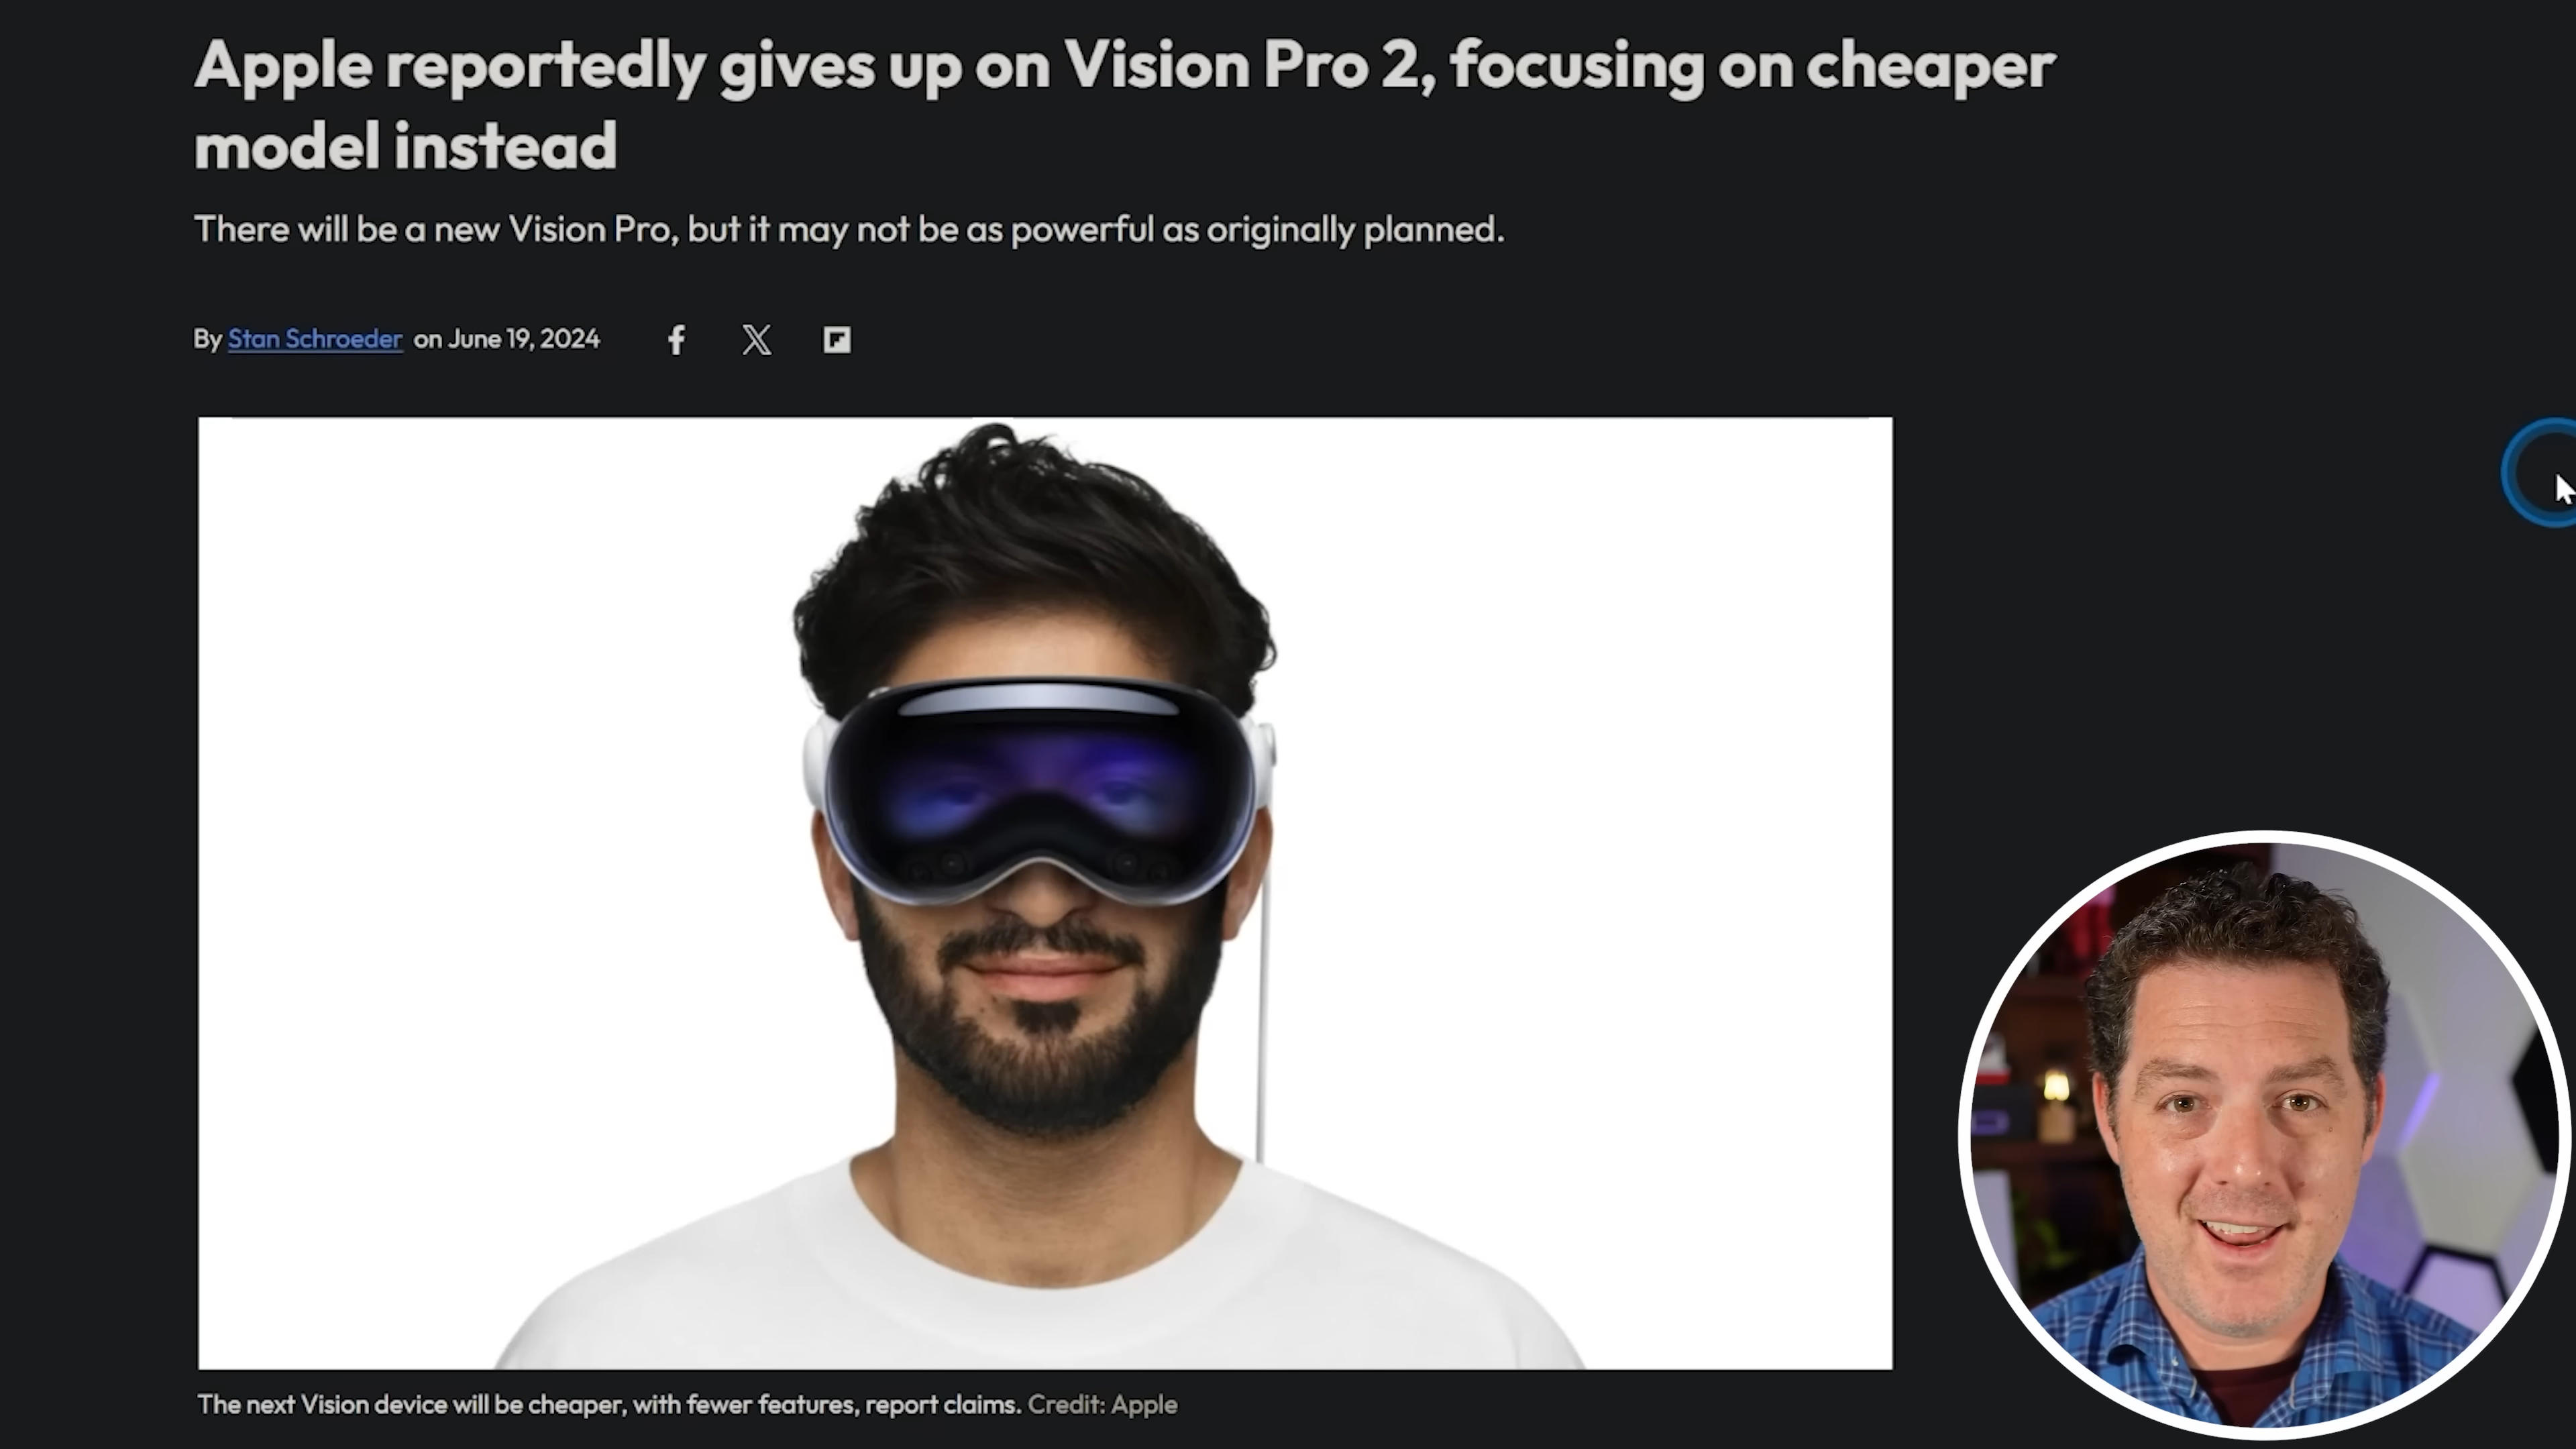 Apple reportedly gives up on Vision Pro 2, focusing on cheaper
model instead
There will be a new Vision Pro, but it may not be as powerful as originally planned.
By Stan Schroeder on June 19, 2024
The next Vision device will be cheaper, with fewer features, report claims. Credit: Apple